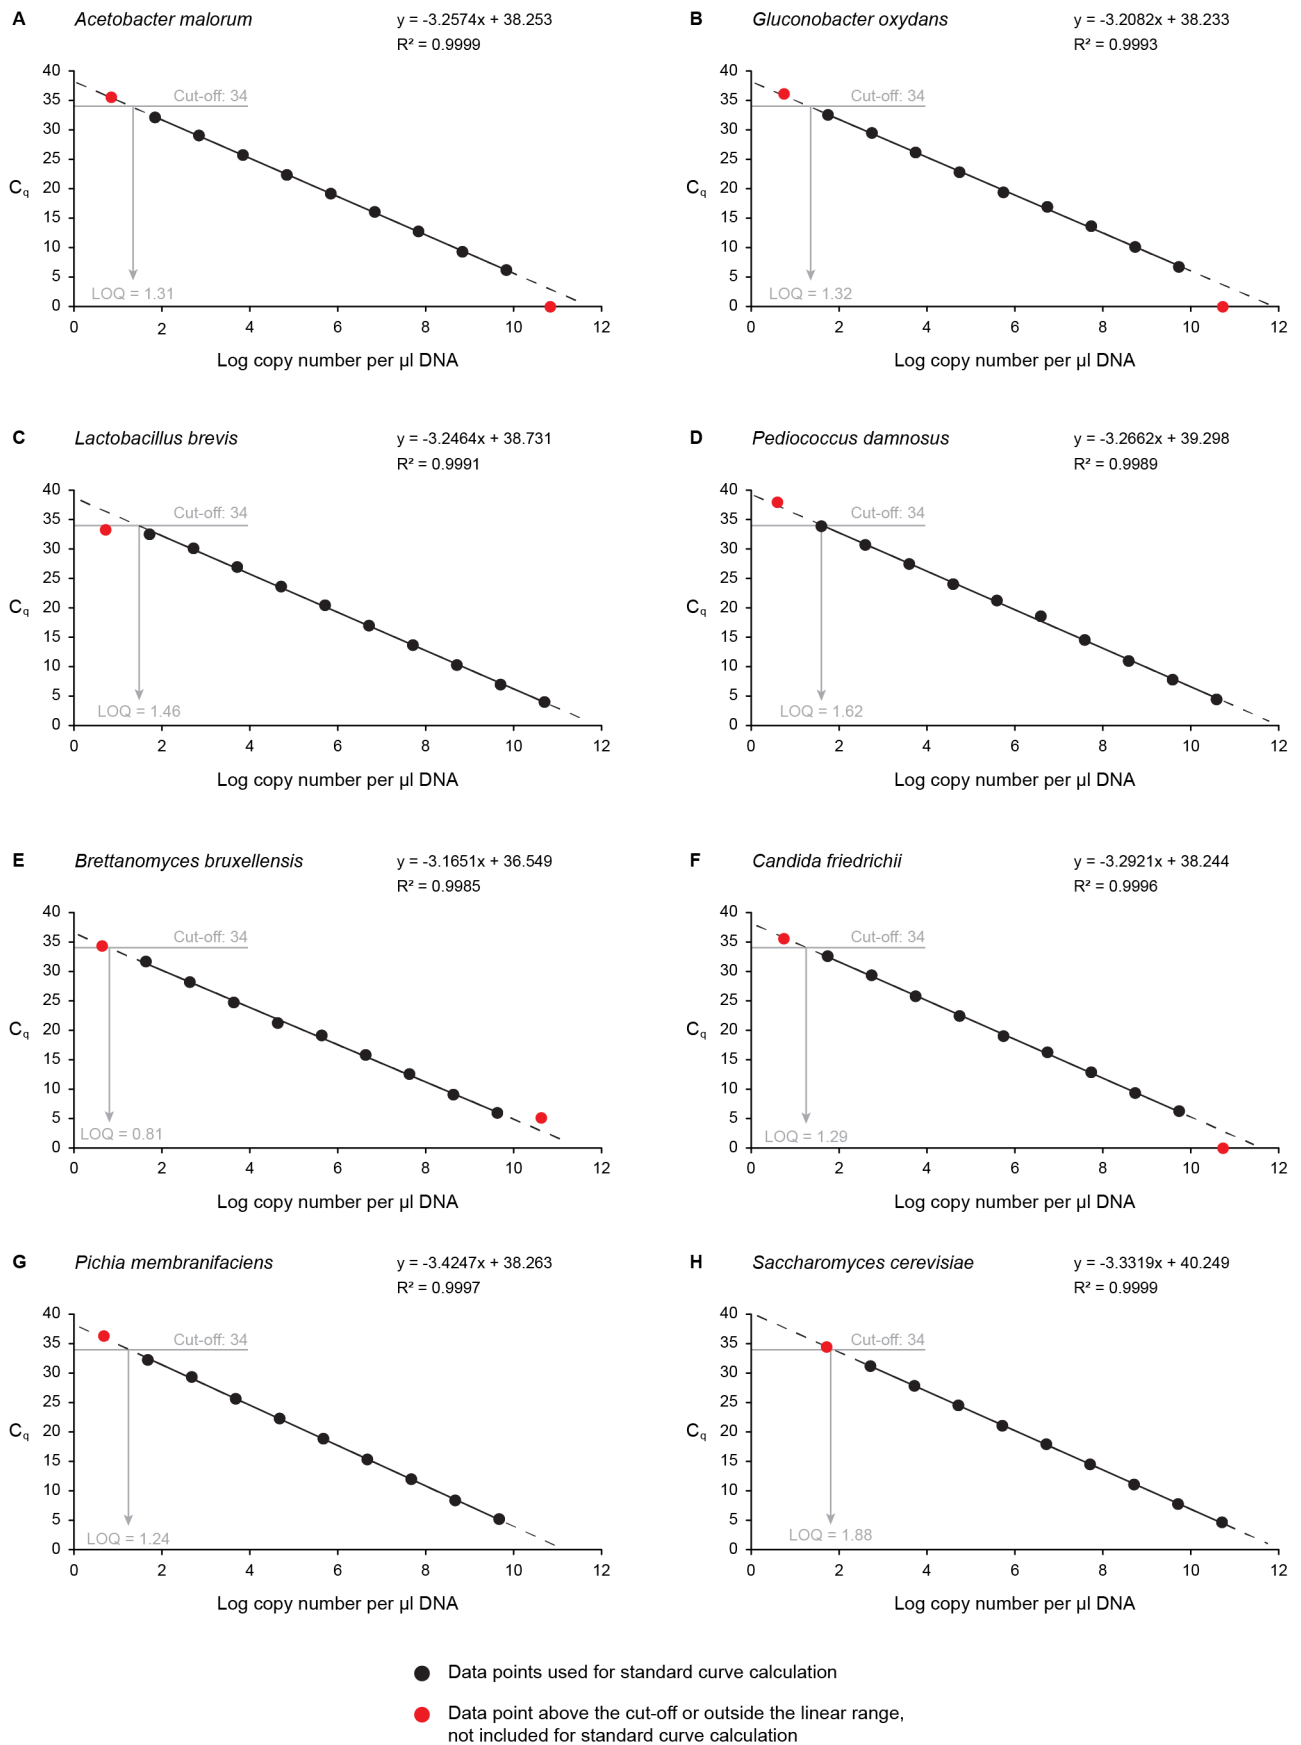 A Acetobacter malorum y = -3.2574x + 38.253
R² = 0.9999
40
35
30
25
20
15
10
5
0
Cq
Cut-off: 34
LOQ = 1.31
0 2 4 6 8 10 12
Log copy number per µl DNA
B Gluconobacter oxydans y = -3.2082x + 38.233
R² = 0.9993
40
35
30
25
20
15
10
5
0
Cq
Cut-off: 34
LOQ = 1.32
0 2 4 6 8 10 12
Log copy number per µl DNA
C Lactobacillus brevis y = -3.2464x + 38.731
R² = 0.9991
40
35
30
25
20
15
10
5
0
Cq
Cut-off: 34
LOQ = 1.46
0 2 4 6 8 10 12
Log copy number per µl DNA
D Pediococcus damnosus y = -3.2662x + 39.298
R² = 0.9989
40
35
30
25
20
15
10
5
0
Cq
Cut-off: 34
LOQ = 1.62
0 2 4 6 8 10 12
Log copy number per µl DNA
E Brettanomyces bruxellensis y = -3.1651x + 36.549
R² = 0.9985
40
35
30
25
20
15
10
5
0
Cq
Cut-off: 34
LOQ = 0.81
0 2 4 6 8 10 12
Log copy number per µl DNA
F Candida friedrichii y = -3.2921x + 38.244
R² = 0.9996
40
35
30
25
20
15
10
5
0
Cq
Cut-off: 34
LOQ = 1.29
0 2 4 6 8 10 12
Log copy number per µl DNA
G Pichia membranifaciens y = -3.4247x + 38.263
R² = 0.9997
40
35
30
25
20
15
10
5
0
Cq
Cut-off: 34
LOQ = 1.24
0 2 4 6 8 10 12
Log copy number per µl DNA
H Saccharomyces cerevisiae y = -3.3319x + 40.249
R² = 0.9999
40
35
30
25
20
15
10
5
0
Cq
Cut-off: 34
LOQ = 1.88
0 2 4 6 8 10 12
Log copy number per µl DNA
Data points used for standard curve calculation
Data point above the cut-off or outside the linear range,
not included for standard curve calculation